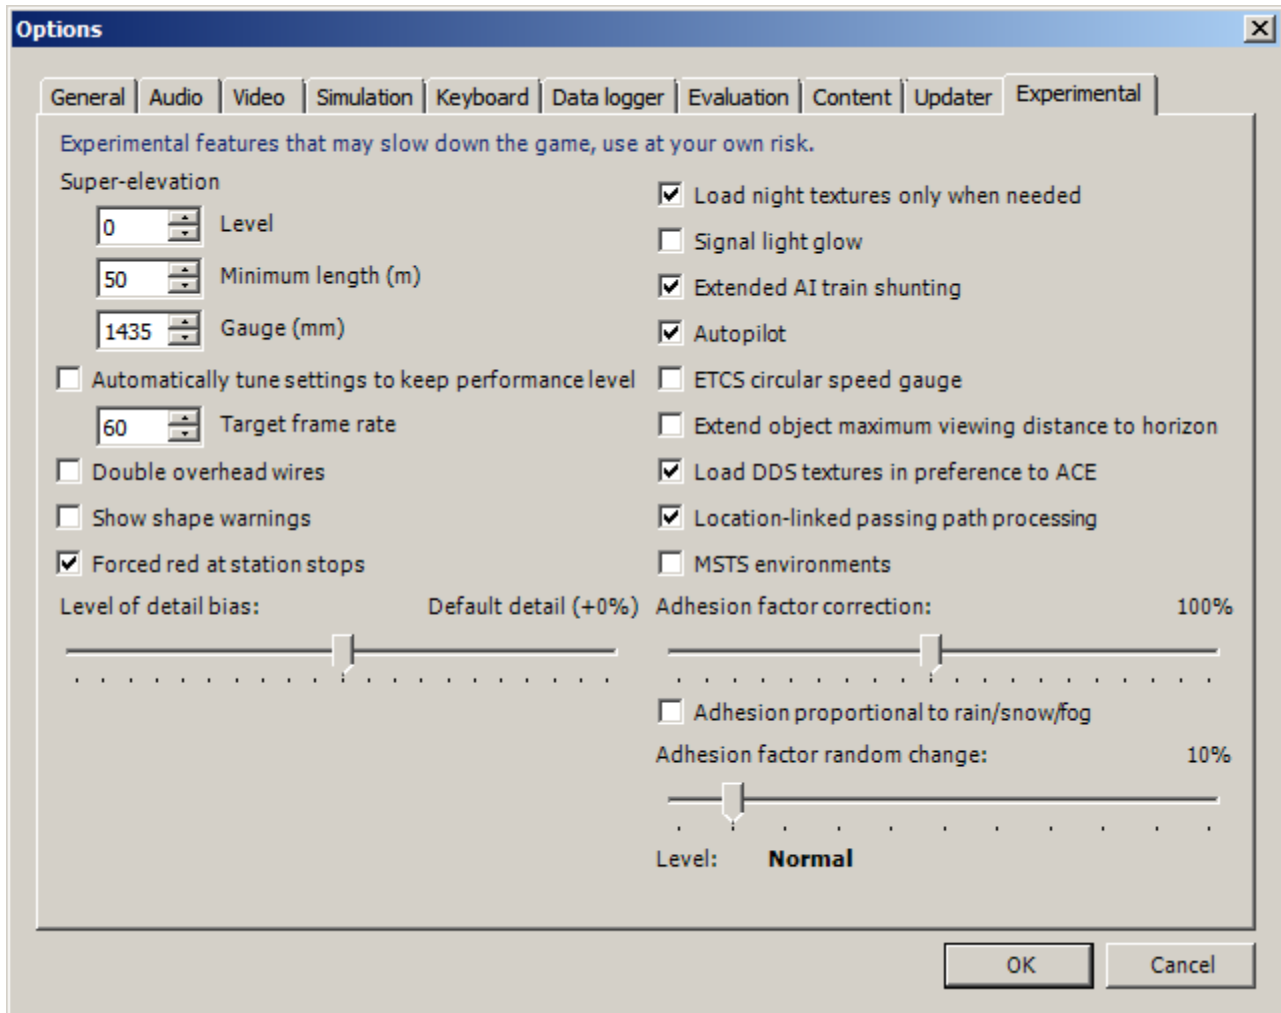 Options
General Audio Video Simulation Keyboard Data logger Evaluation Content Updater Experimental
Experimental features that may slow down the game, use at your own risk.
Super-elevation
0 Level
50 Minimum length (m)
1435 Gauge (mm)
Automatically tune settings to keep performance level
60 Target frame rate
Double overhead wires
Show shape warnings
Forced red at station stops
Level of detail bias: Default detail (+0%)
Load night textures only when needed
Signal light glow
Extended AI train shunting
Autopilot
ETCS circular speed gauge
Extend object maximum viewing distance to horizon
Load DDS textures in preference to ACE
Location-linked passing path processing
MSTS environments
Adhesion factor correction: 100%
Adhesion proportional to rain/snow/fog
Adhesion factor random change: 10%
Level: Normal
OK Cancel